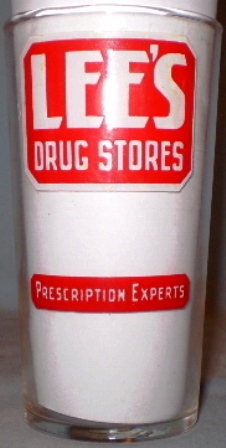 LEE'S
DRUG STORES
PRESCRIPTION EXPERTS